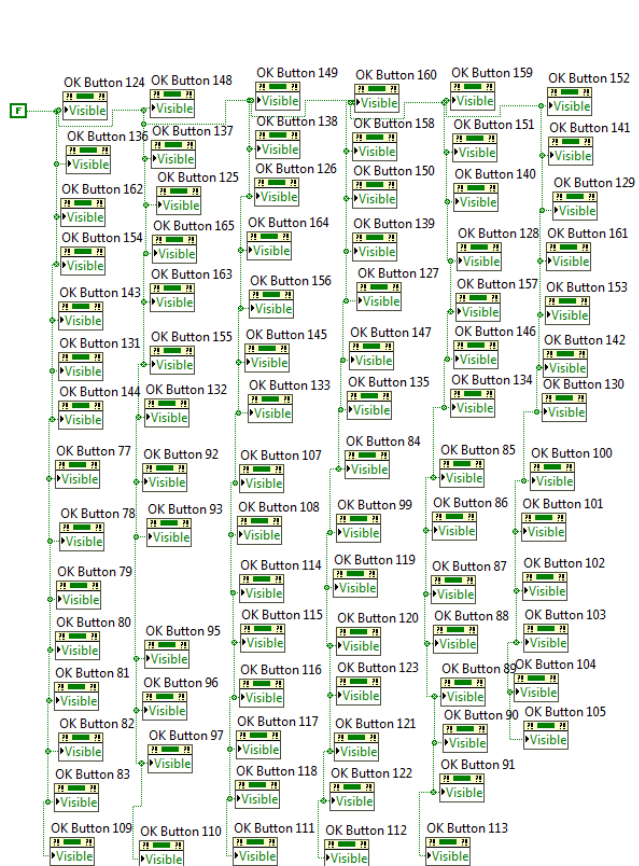 OK Button 124
Visible
OK Button 136
Visible
OK Button 162
Visible
OK Button 154
Visible
OK Button 143
Visible
OK Button 131
Visible
OK Button 144
Visible
OK Button 77
Visible
OK Button 78
Visible
OK Button 79
Visible
OK Button 80
Visible
OK Button 81
Visible
OK Button 82
Visible
OK Button 83
Visible
OK Button 109
Visible
F
OK Button 148
Visible
OK Button 137
Visible
OK Button 125
Visible
OK Button 165
Visible
OK Button 163
Visible
OK Button 155
Visible
OK Button 132
Visible
OK Button 92
Visible
OK Button 93
Visible
OK Button 95
Visible
OK Button 96
Visible
OK Button 97
Visible
OK Button 110
Visible
OK Button 149
Visible
OK Button 138
Visible
OK Button 126
Visible
OK Button 164
Visible
OK Button 156
Visible
OK Button 145
Visible
OK Button 133
Visible
OK Button 107
Visible
OK Button 108
Visible
OK Button 114
Visible
OK Button 115
Visible
OK Button 116
Visible
OK Button 117
Visible
OK Button 118
Visible
OK Button 111
Visible
OK Button 160
Visible
OK Button 158
Visible
OK Button 150
Visible
OK Button 139
Visible
OK Button 127
Visible
OK Button 147
Visible
OK Button 135
Visible
OK Button 84
Visible
OK Button 99
Visible
OK Button 119
Visible
OK Button 120
Visible
OK Button 123
Visible
OK Button 121
Visible
OK Button 122
Visible
OK Button 112
Visible
OK Button 159
Visible
OK Button 151
Visible
OK Button 140
Visible
OK Button 128
Visible
OK Button 157
Visible
OK Button 146
Visible
OK Button 134
Visible
OK Button 85
Visible
OK Button 86
Visible
OK Button 87
Visible
OK Button 88
Visible
OK Button 89
Visible
OK Button 90
Visible
OK Button 91
Visible
OK Button 113
Visible
OK Button 152
Visible
OK Button 141
Visible
OK Button 129
Visible
OK Button 161
Visible
OK Button 153
Visible
OK Button 142
Visible
OK Button 130
Visible
OK Button 100
Visible
OK Button 101
Visible
OK Button 102
Visible
OK Button 103
Visible
OK Button 104
Visible
OK Button 105
Visible